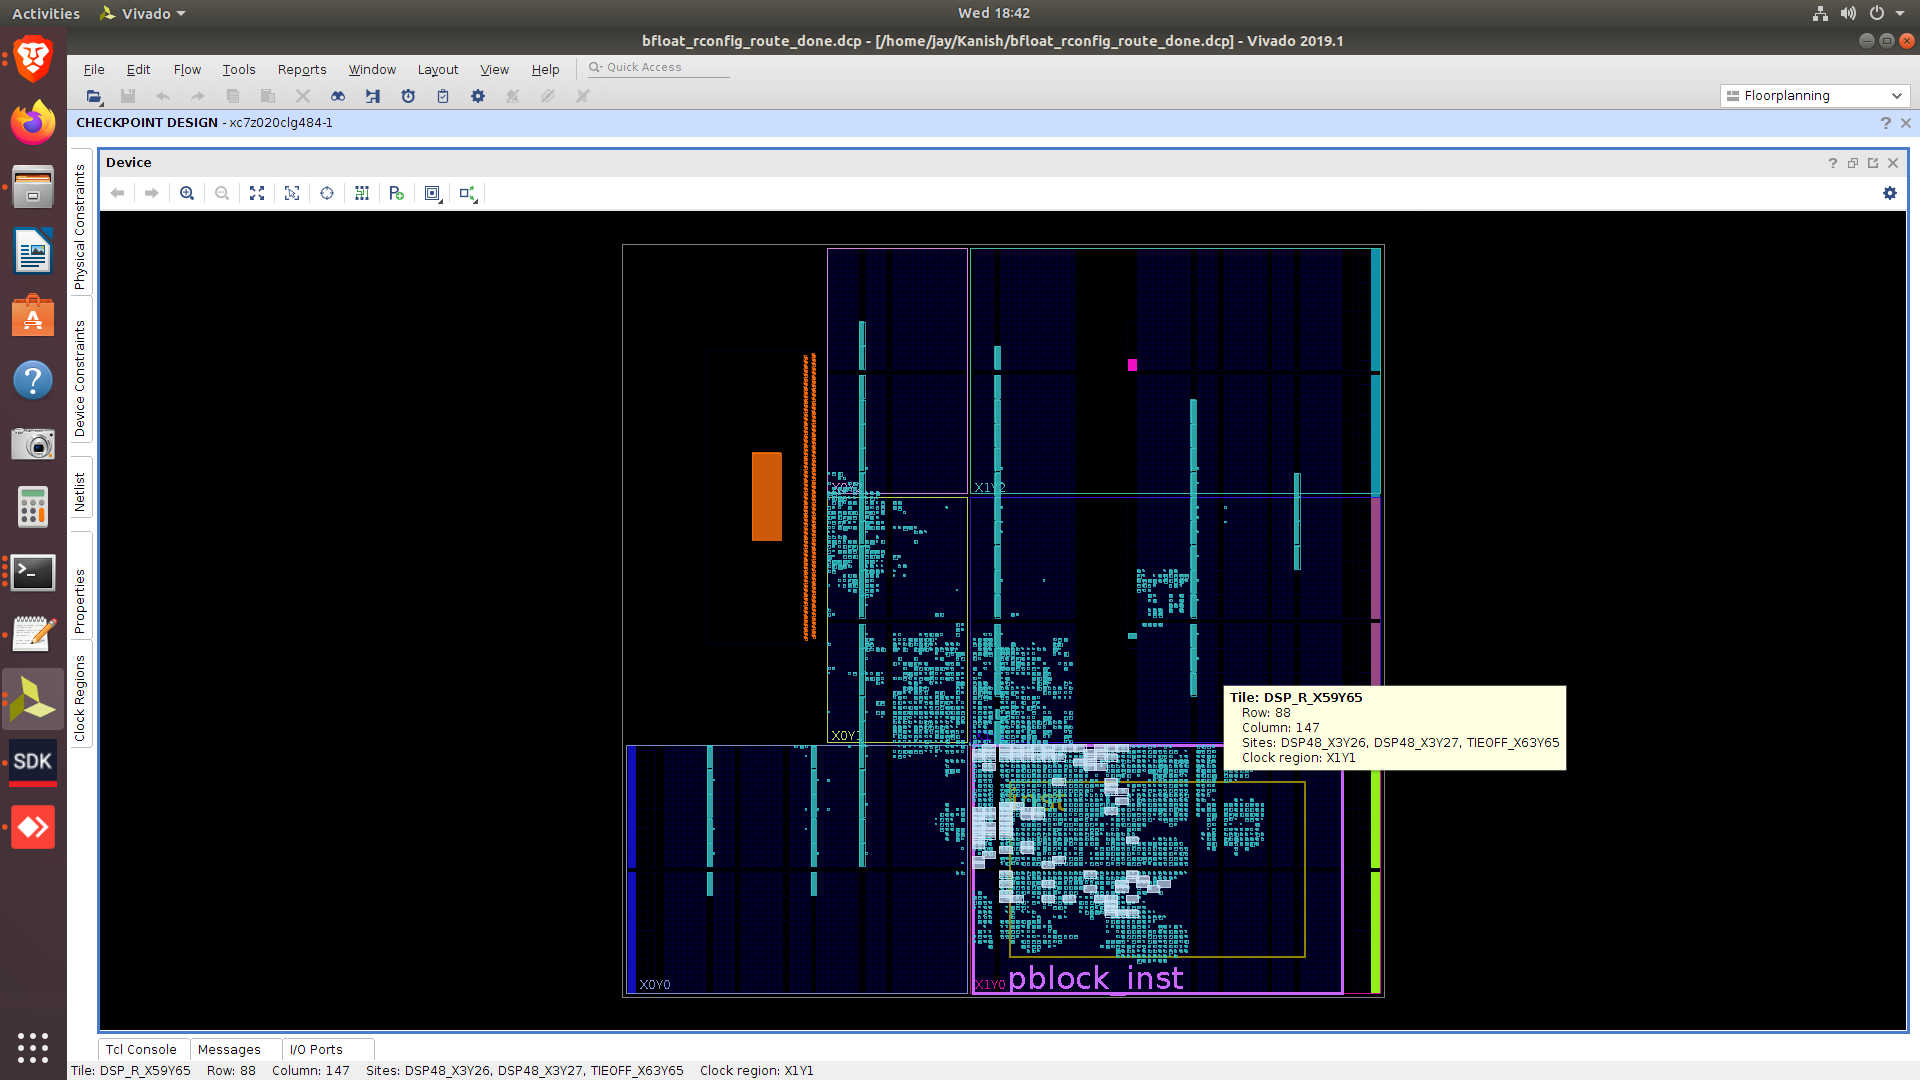 Activities
Vivado
Wed 18:42
bfloat_rconfig_route_done.dcp - [/home/jay/Kanish/bfloat_rconfig_route_done.dcp] - Vivado 2019.1
File Edit Flow Tools Reports Window Layout View Help
Quick Access
Floorplanning
CHECKPOINT DESIGN - xc7z020clg484-1
Device
Physical Constraints
Device Constraints
Netlist
Properties
Clock Regions
X1Y2
X0Y1
Tile: DSP_R_X59Y65
Row: 88
Column: 147
Sites: DSP48_X3Y26, DSP48_X3Y27, TIEOFF_X63Y65
Clock region: X1Y1
X0Y0
X1Y0
pblock_inst
SDK
Tcl Console
Messages
I/O Ports
Tile: DSP_R_X59Y65 Row: 88 Column: 147 Sites: DSP48_X3Y26, DSP48_X3Y27, TIEOFF_X63Y65 Clock region: X1Y1